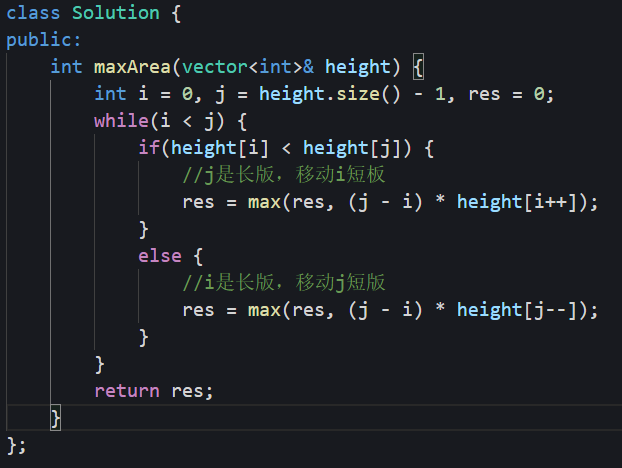 class Solution {
public:
    int maxArea(vector<int>& height) {
        int i = 0, j = height.size() - 1, res = 0;
        while(i < j) {
            if(height[i] < height[j]) {
                //j是长版，移动i短板
                res = max(res, (j - i) * height[i++]);
            }
            else {
                //i是长版，移动j短版
                res = max(res, (j - i) * height[j--]);
            }
        }
        return res;
    }
};